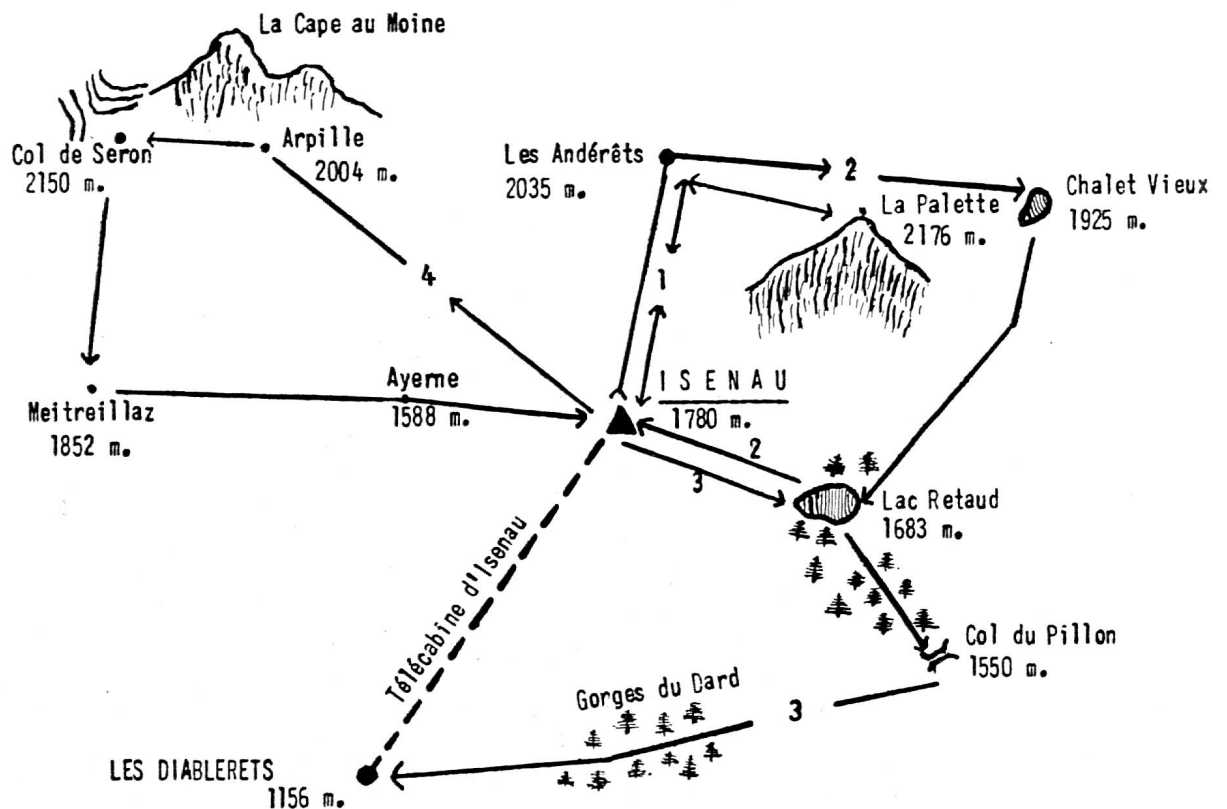 La Cape au Moine
Col de Seron
2150 m.
Arpille
2004 m.
Les Andérêts
2035 m.
2
Chalet Vieux
1925 m.
La Palette
2176 m.
1
4
Meitreillaz
1852 m.
Ayerne
1588 m.
ISENAU
1780 m.
2
3
Lac Retaud
1683 m.
Télécabine d'Isenau
Col du Pillon
1550 m.
Gorges du Dard
3
LES DIABLERETS
1156 m.